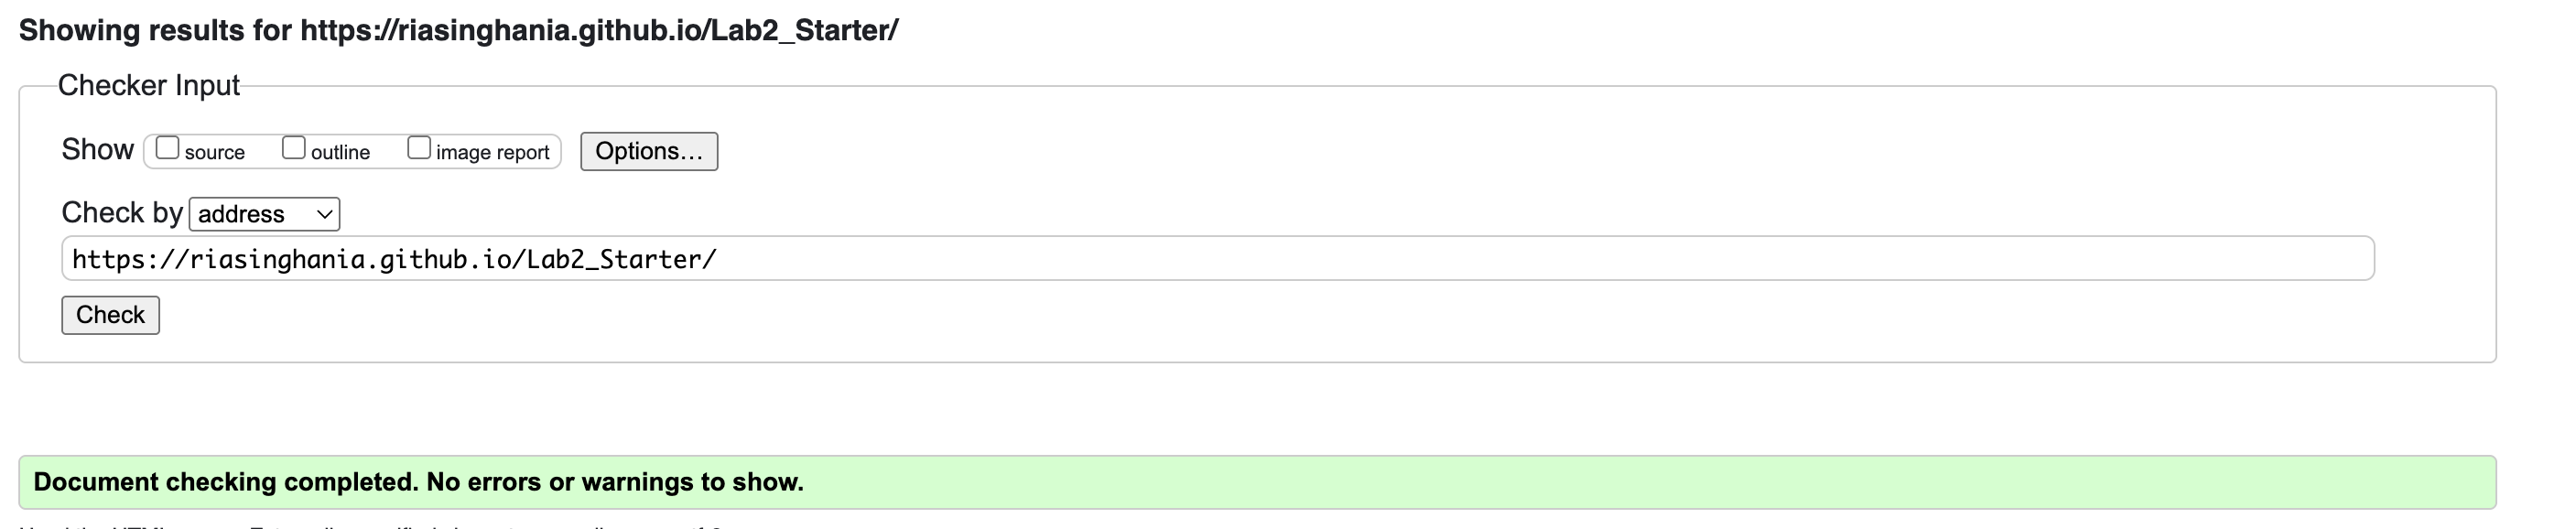 Showing results for https://riasinghania.github.io/Lab2_Starter/
Checker Input
Show source outline image report Options...
Check by address
https://riasinghania.github.io/Lab2_Starter/
Check
Document checking completed. No errors or warnings to show.